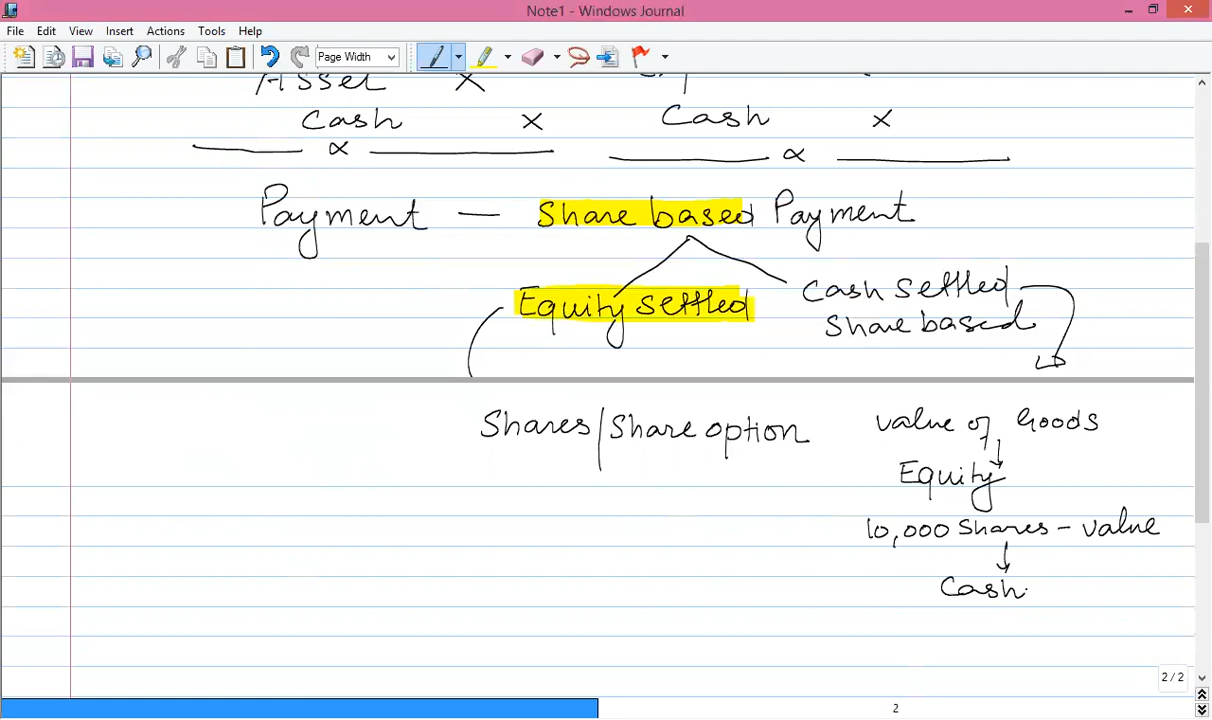 Note1 - Windows Journal
File Edit View Insert Actions Tools Help
Page Width
Asset x
Cash x Cash x
Payment — Share based Payment
Equity settled
Cash settled
Share based
Shares/Share option
value of Goods
Equity
10,000 Shares - value
Cash
2 / 2
2